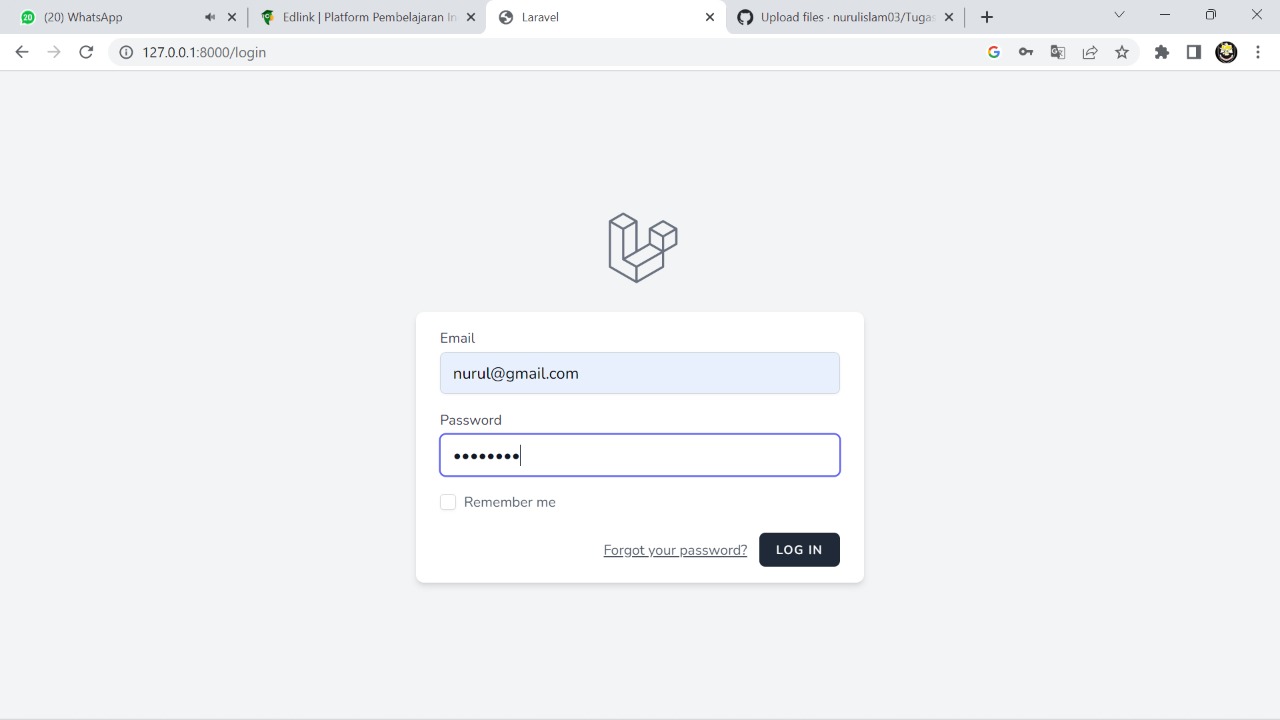 20 (20) WhatsApp
Edlink | Platform Pembelajaran In
Laravel
Upload files · nurulislam03/Tugas
127.0.0.1:8000/login
Email
nurul@gmail.com
Password
••••••••
Remember me
Forgot your password? LOG IN